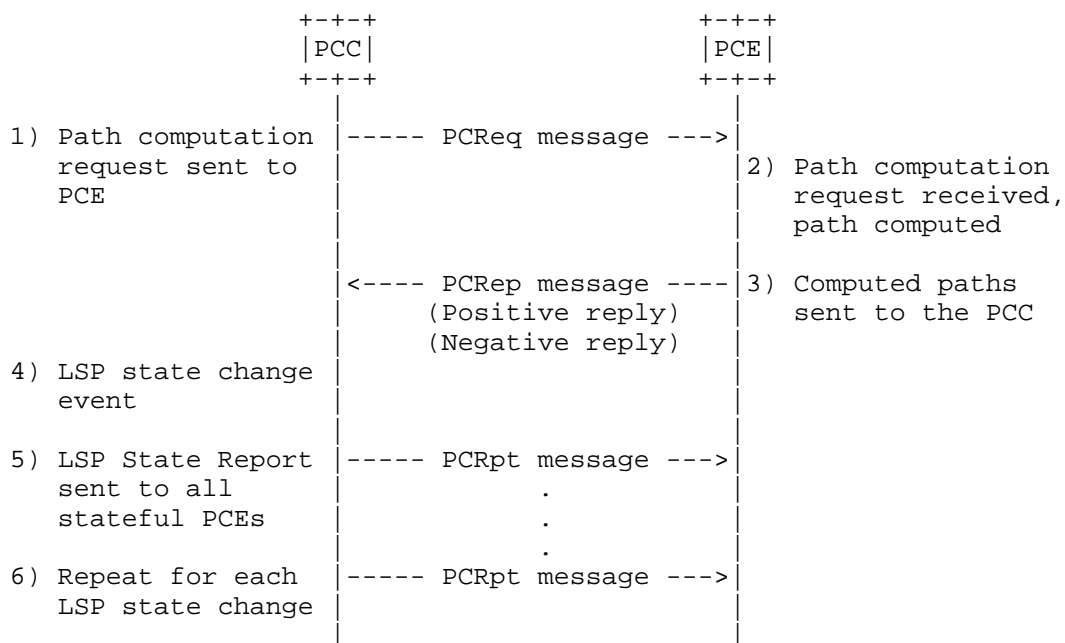 +-+-+ +-+-+
|PCC| |PCE|
+-+-+ +-+-+
| |
1) Path computation |----- PCReq message --->|
request sent to | |2) Path computation
PCE | | request received,
| | path computed
| |
|<---- PCRep message ----|3) Computed paths
| (Positive reply) | sent to the PCC
| (Negative reply) |
4) LSP state change | |
event | |
| |
5) LSP State Report |----- PCRpt message --->|
sent to all | . |
stateful PCEs | . |
| . |
6) Repeat for each |----- PCRpt message --->|
LSP state change | |
| |